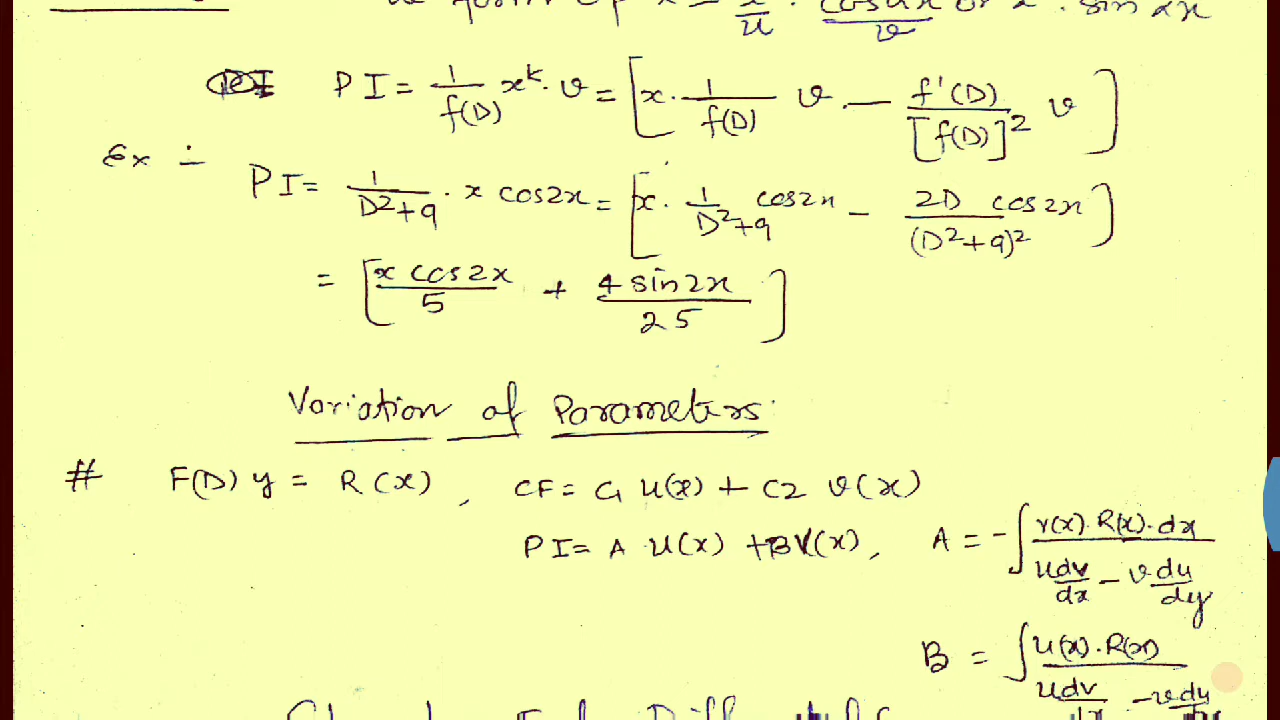 PI = 1/f(D) x^k. v = [x. 1/f(D) v - f'(D)/[f(D)]^2 v]
Ex :- PI = 1/(D^2+9) . x cos2x = [x. 1/(D^2+9) cos2x - 2D cos2x/(D^2+9)^2]
= [x cos2x/5 + 4 sin2x/25]
Variation of Parameters
# F(D) y = R(x), CF = C1 u(x) + C2 v(x)
PI = A u(x) + BV(x), A = -∫ v(x). R(x). dx / (u dv/dx - v du/dy)
B = ∫ u(x). R(x) / (u dv/dx - v du/dx)